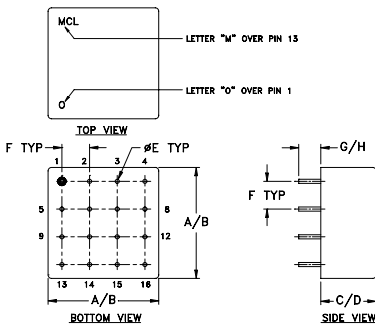 MCL
LETTER "M" OVER PIN 13
O
LETTER "O" OVER PIN 1
TOP VIEW
F TYP
øE TYP
G/H
1 2 3 4
F TYP
5 8
A/B
9 12
13 14 15 16
A/B
C/D
BOTTOM VIEW
SIDE VIEW